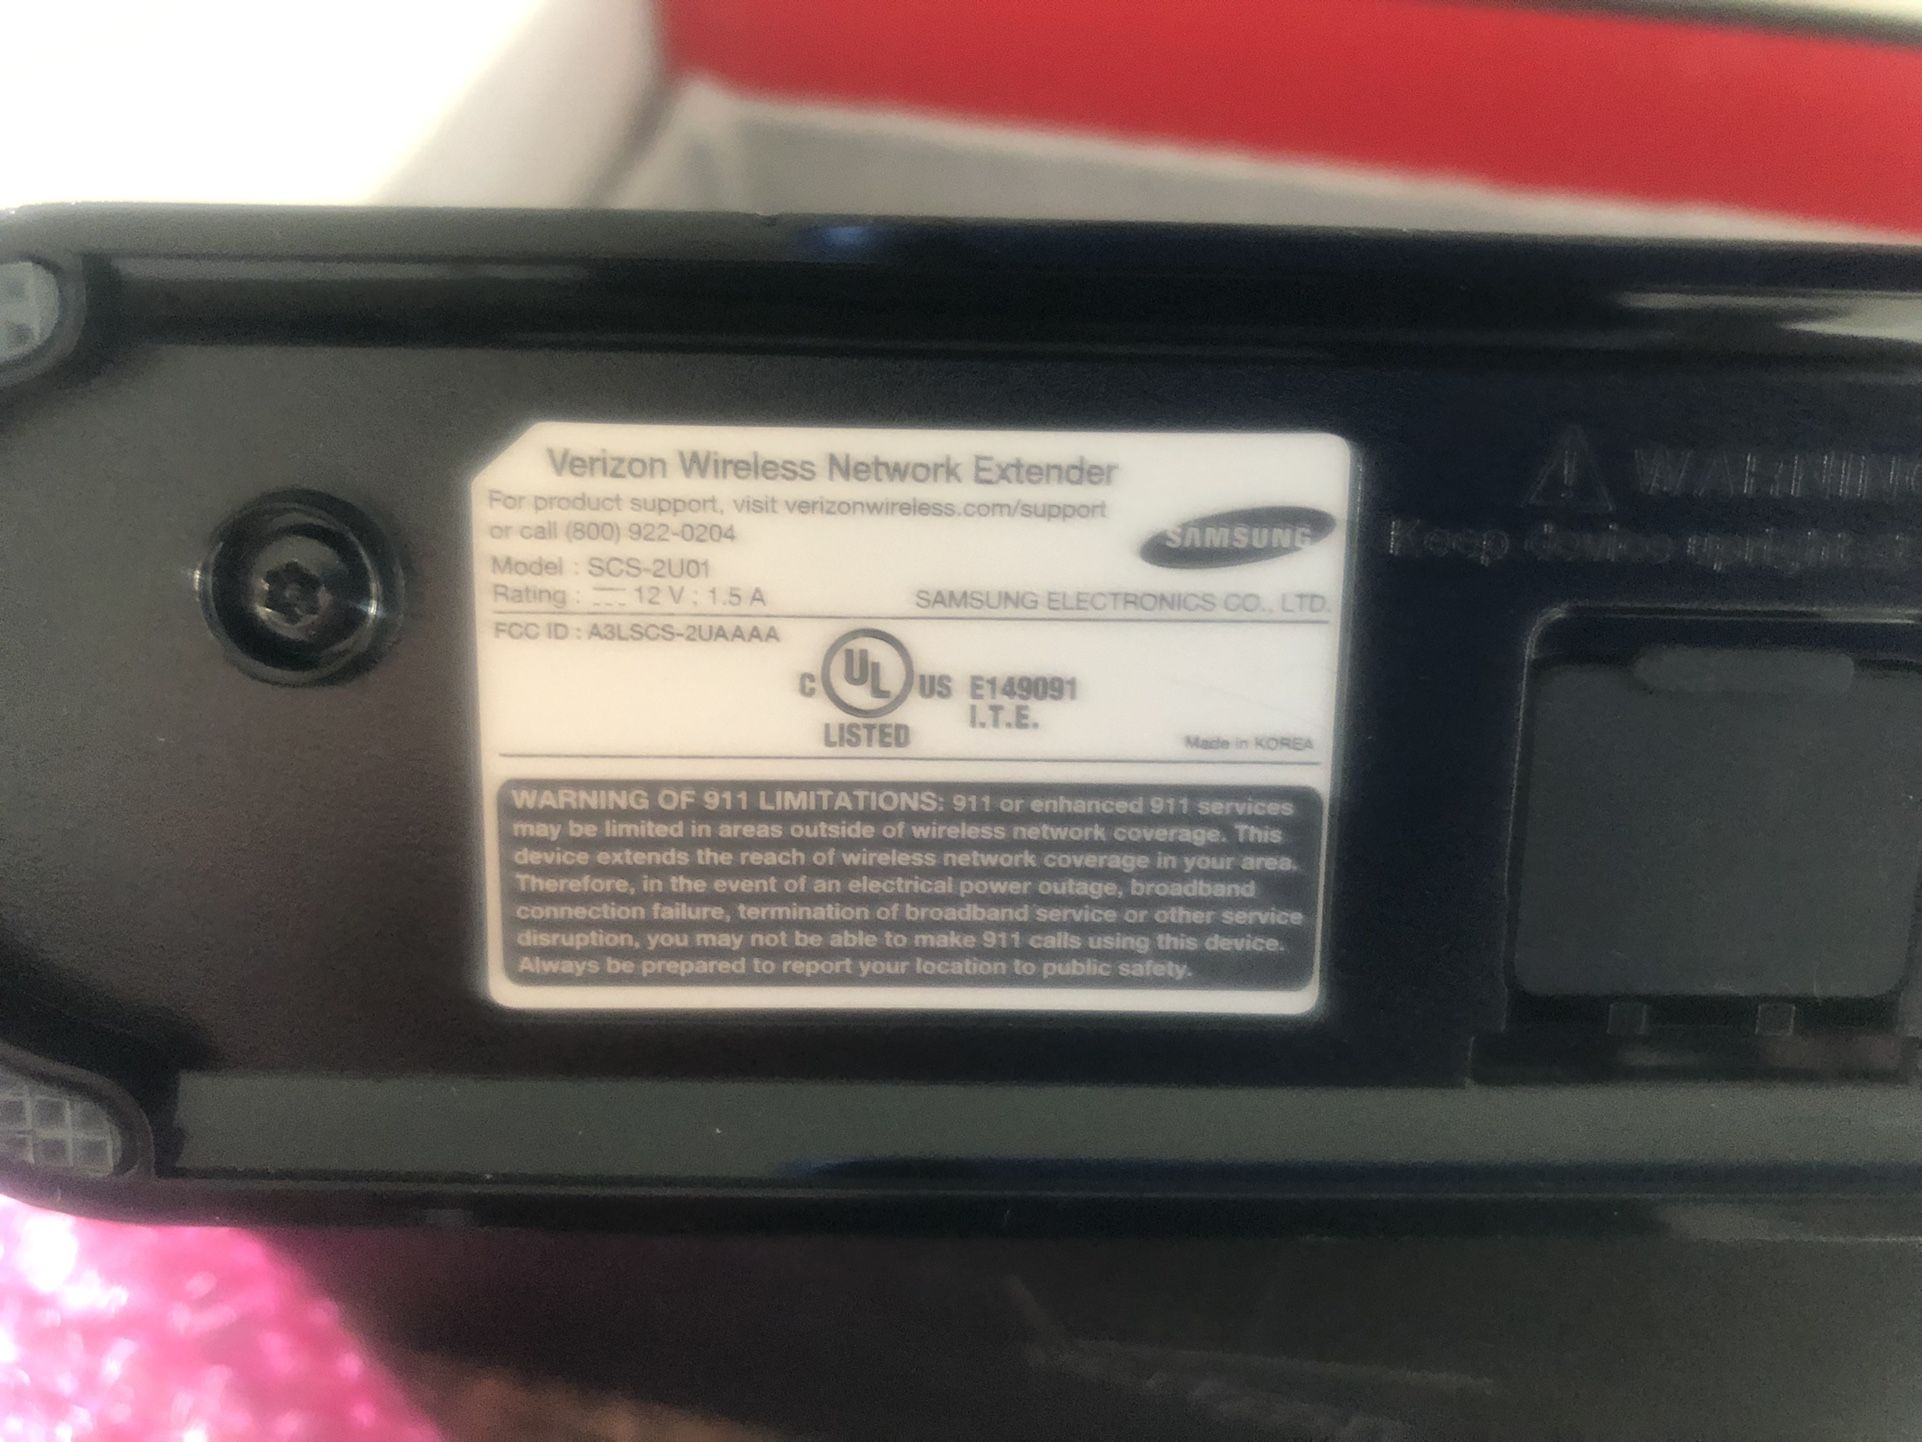 Verizon Wireless Network Extender
For product support, visit verizonwireless.com/support
or call (800) 922-0204
SAMSUNG
Model : SCS-2U01
Rating : 12 V ; 1.5 A
SAMSUNG ELECTRONICS CO., LTD.
FCC ID : A3LSCS-2UAAAA
C UL US E149091
I.T.E.
LISTED
Made in KOREA
WARNING OF 911 LIMITATIONS: 911 or enhanced 911 services
may be limited in areas outside of wireless network coverage. This
device extends the reach of wireless network coverage in your area.
Therefore, in the event of an electrical power outage, broadband
connection failure, termination of broadband service or other service
disruption, you may not be able to make 911 calls using this device.
Always be prepared to report your location to public safety.
WARNING
Keep device upright